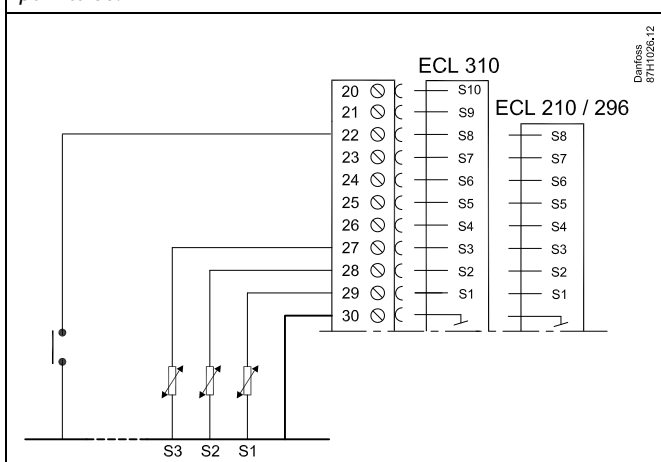 ECL 310
Danfoss
87H1026.12
ECL 210 / 296
20 S10
21 S9
22 S8 S8
23 S7 S7
24 S6 S6
25 S5 S5
26 S4 S4
27 S3 S3
28 S2 S2
29 S1 S1
30
S3 S2 S1